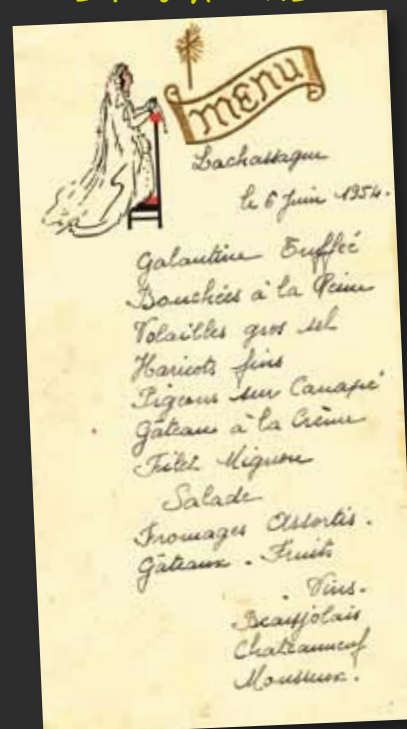 MENU
Lachassagne
le 6 Juin 1954.
Galantine Truffée
Bouchées à la Reine
Volailles gros sel
Haricots fins
Pigeons sur Canapé
Gâteau à la Crème
Filet Mignon
Salade
Fromages Assortis.
Gâteaux - Fruits
- Vins -
Beaujolais
Chateauneuf
Mousseux.